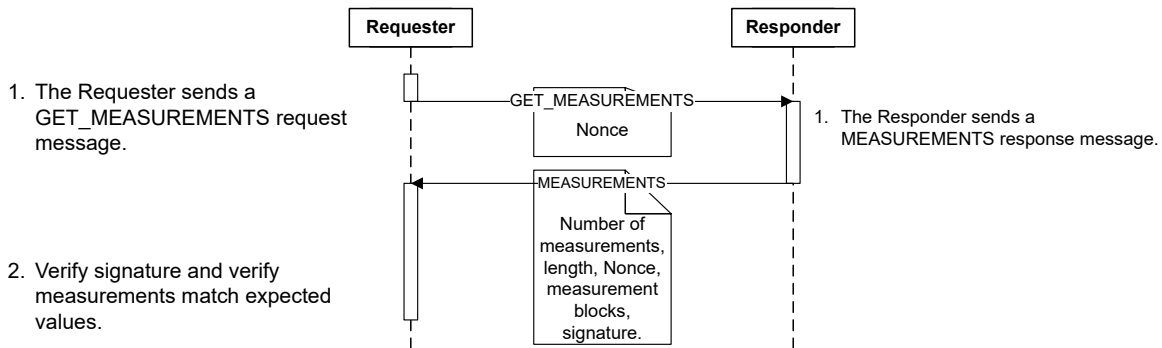 Requester
Responder
1. The Requester sends a
GET_MEASUREMENTS request
message.
GET_MEASUREMENTS
Nonce
1. The Responder sends a
MEASUREMENTS response message.
MEASUREMENTS
Number of
measurements,
length, Nonce,
measurement
blocks,
signature.
2. Verify signature and verify
measurements match expected
values.